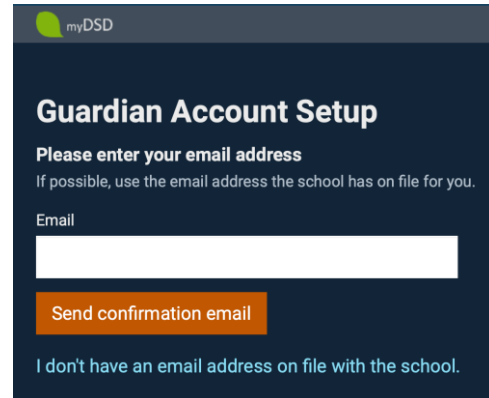 myDSD
Guardian Account Setup
Please enter your email address
If possible, use the email address the school has on file for you.
Email
Send confirmation email
I don't have an email address on file with the school.